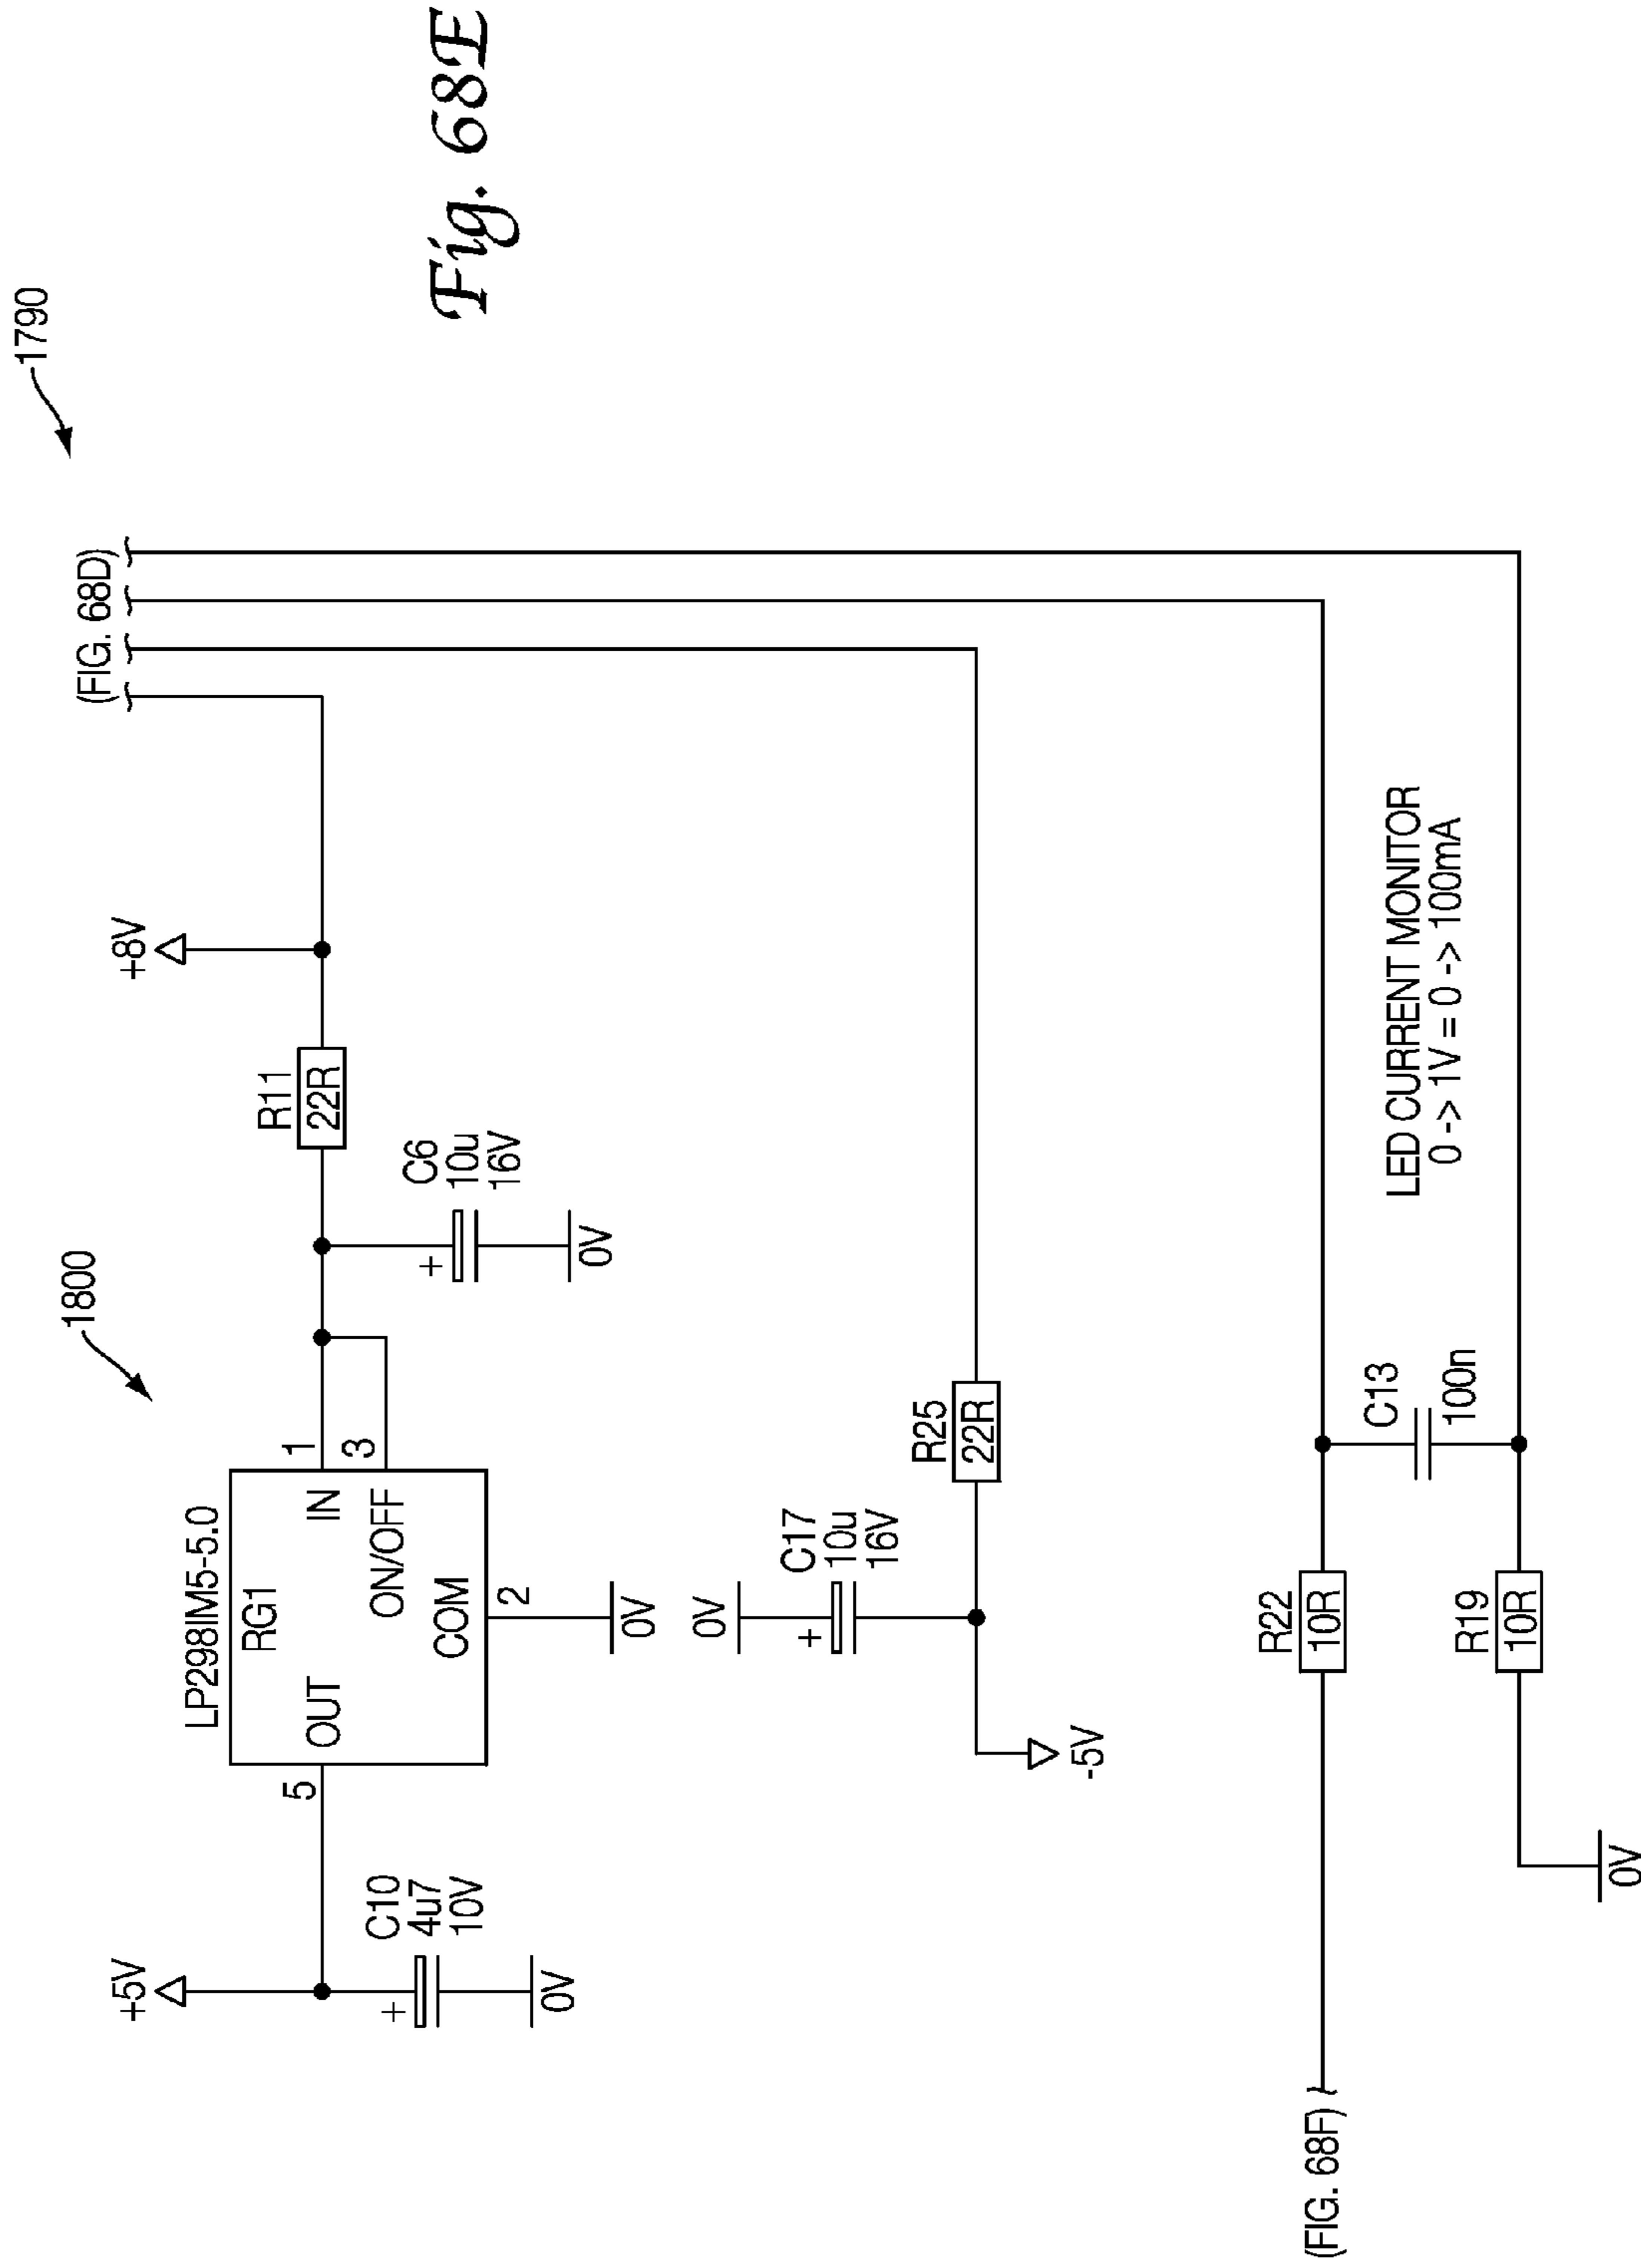 1790
1800
+5V
+8V
(FIG. 68D)
LP298IM5-5.0
RG1
OUT
IN
ON/OFF
COM
5
1
3
2
R11
22R
C10
4u7
10V
+
0V
C6
10u
16V
+
0V
0V
Fig. 68E
0V
C17
10u
16V
+
R25
22R
-5V
(FIG. 68F)
R22
10R
C13
100n
LED CURRENT MONITOR
0 -> 1V = 0 -> 100mA
R19
10R
0V